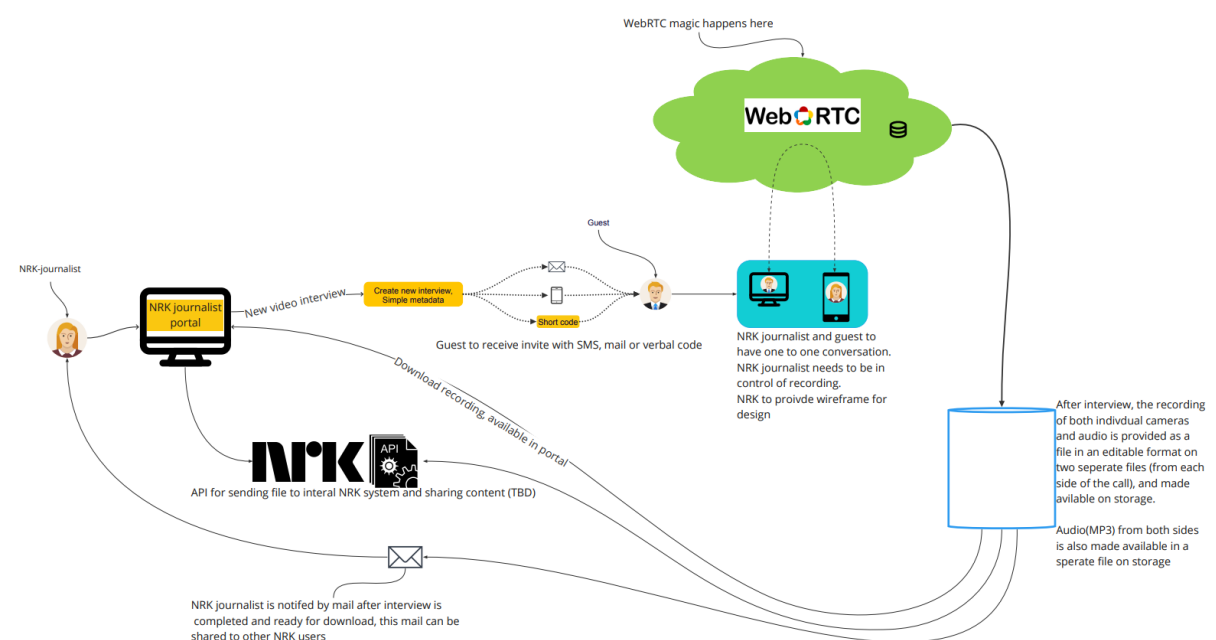 WebRTC magic happens here
Web RTC
Guest
NRK-journalist
NRK journalist
portal
New video interview
Create new interview,
Simple metadata
Short code
Guest to receive invite with SMS, mail or verbal code
NRK journalist and guest to
have one to one conversation.
NRK journalist needs to be in
control of recording.
NRK to proivde wireframe for
design
Download recording, available in portal
After interview, the recording
of both indivdual cameras
and audio is provided as a
file in an editable format on
two seperate files (from each
side of the call), and made
avilable on storage.
Audio(MP3) from both sides
is also made available in a
sperate file on storage
nrk
API
API for sending file to interal NRK system and sharing content (TBD)
NRK journalist is notifed by mail after interview is
completed and ready for download, this mail can be
shared to other NRK users